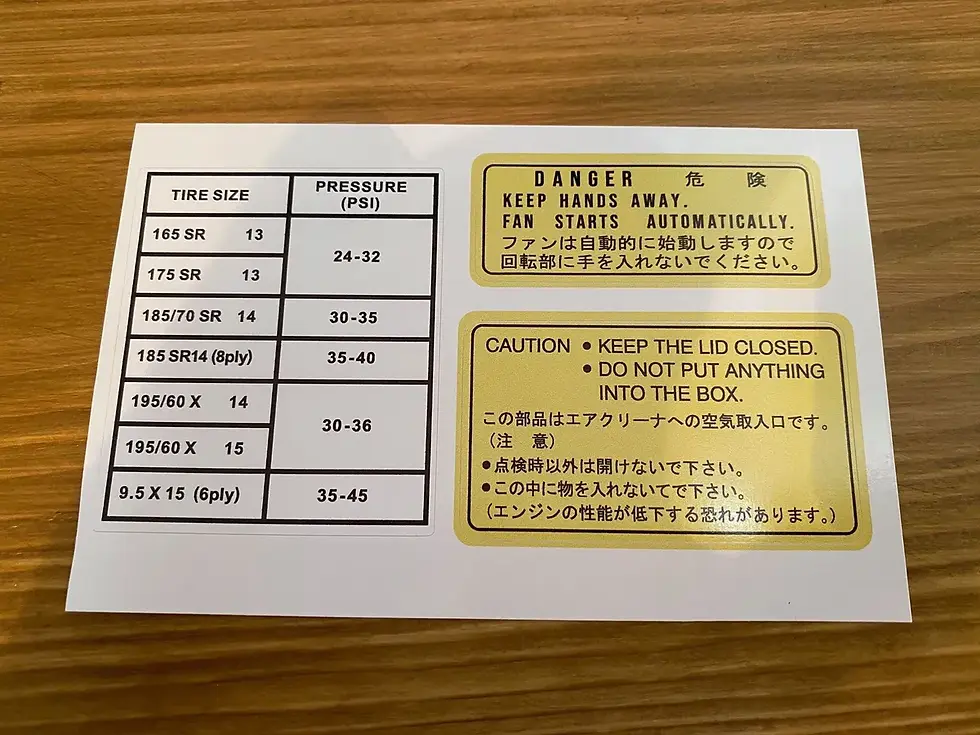 TIRE SIZE PRESSURE (PSI)
165 SR 13
24-32
175 SR 13
185/70 SR 14 30-35
185 SR14 (8ply) 35-40
195/60 X 14
30-36
195/60 X 15
9.5 X 15 (6ply) 35-45
DANGER 危 険
KEEP HANDS AWAY.
FAN STARTS AUTOMATICALLY.
ファンは自動的に始動しますので
回転部に手を入れないでください。
CAUTION ● KEEP THE LID CLOSED.
● DO NOT PUT ANYTHING
INTO THE BOX.
この部品はエアクリーナへの空気取入口です。
(注 意)
●点検時以外は開けないで下さい。
●この中に物を入れないてで下さい。
(エンジンの性能が低下する恐れがあります。)